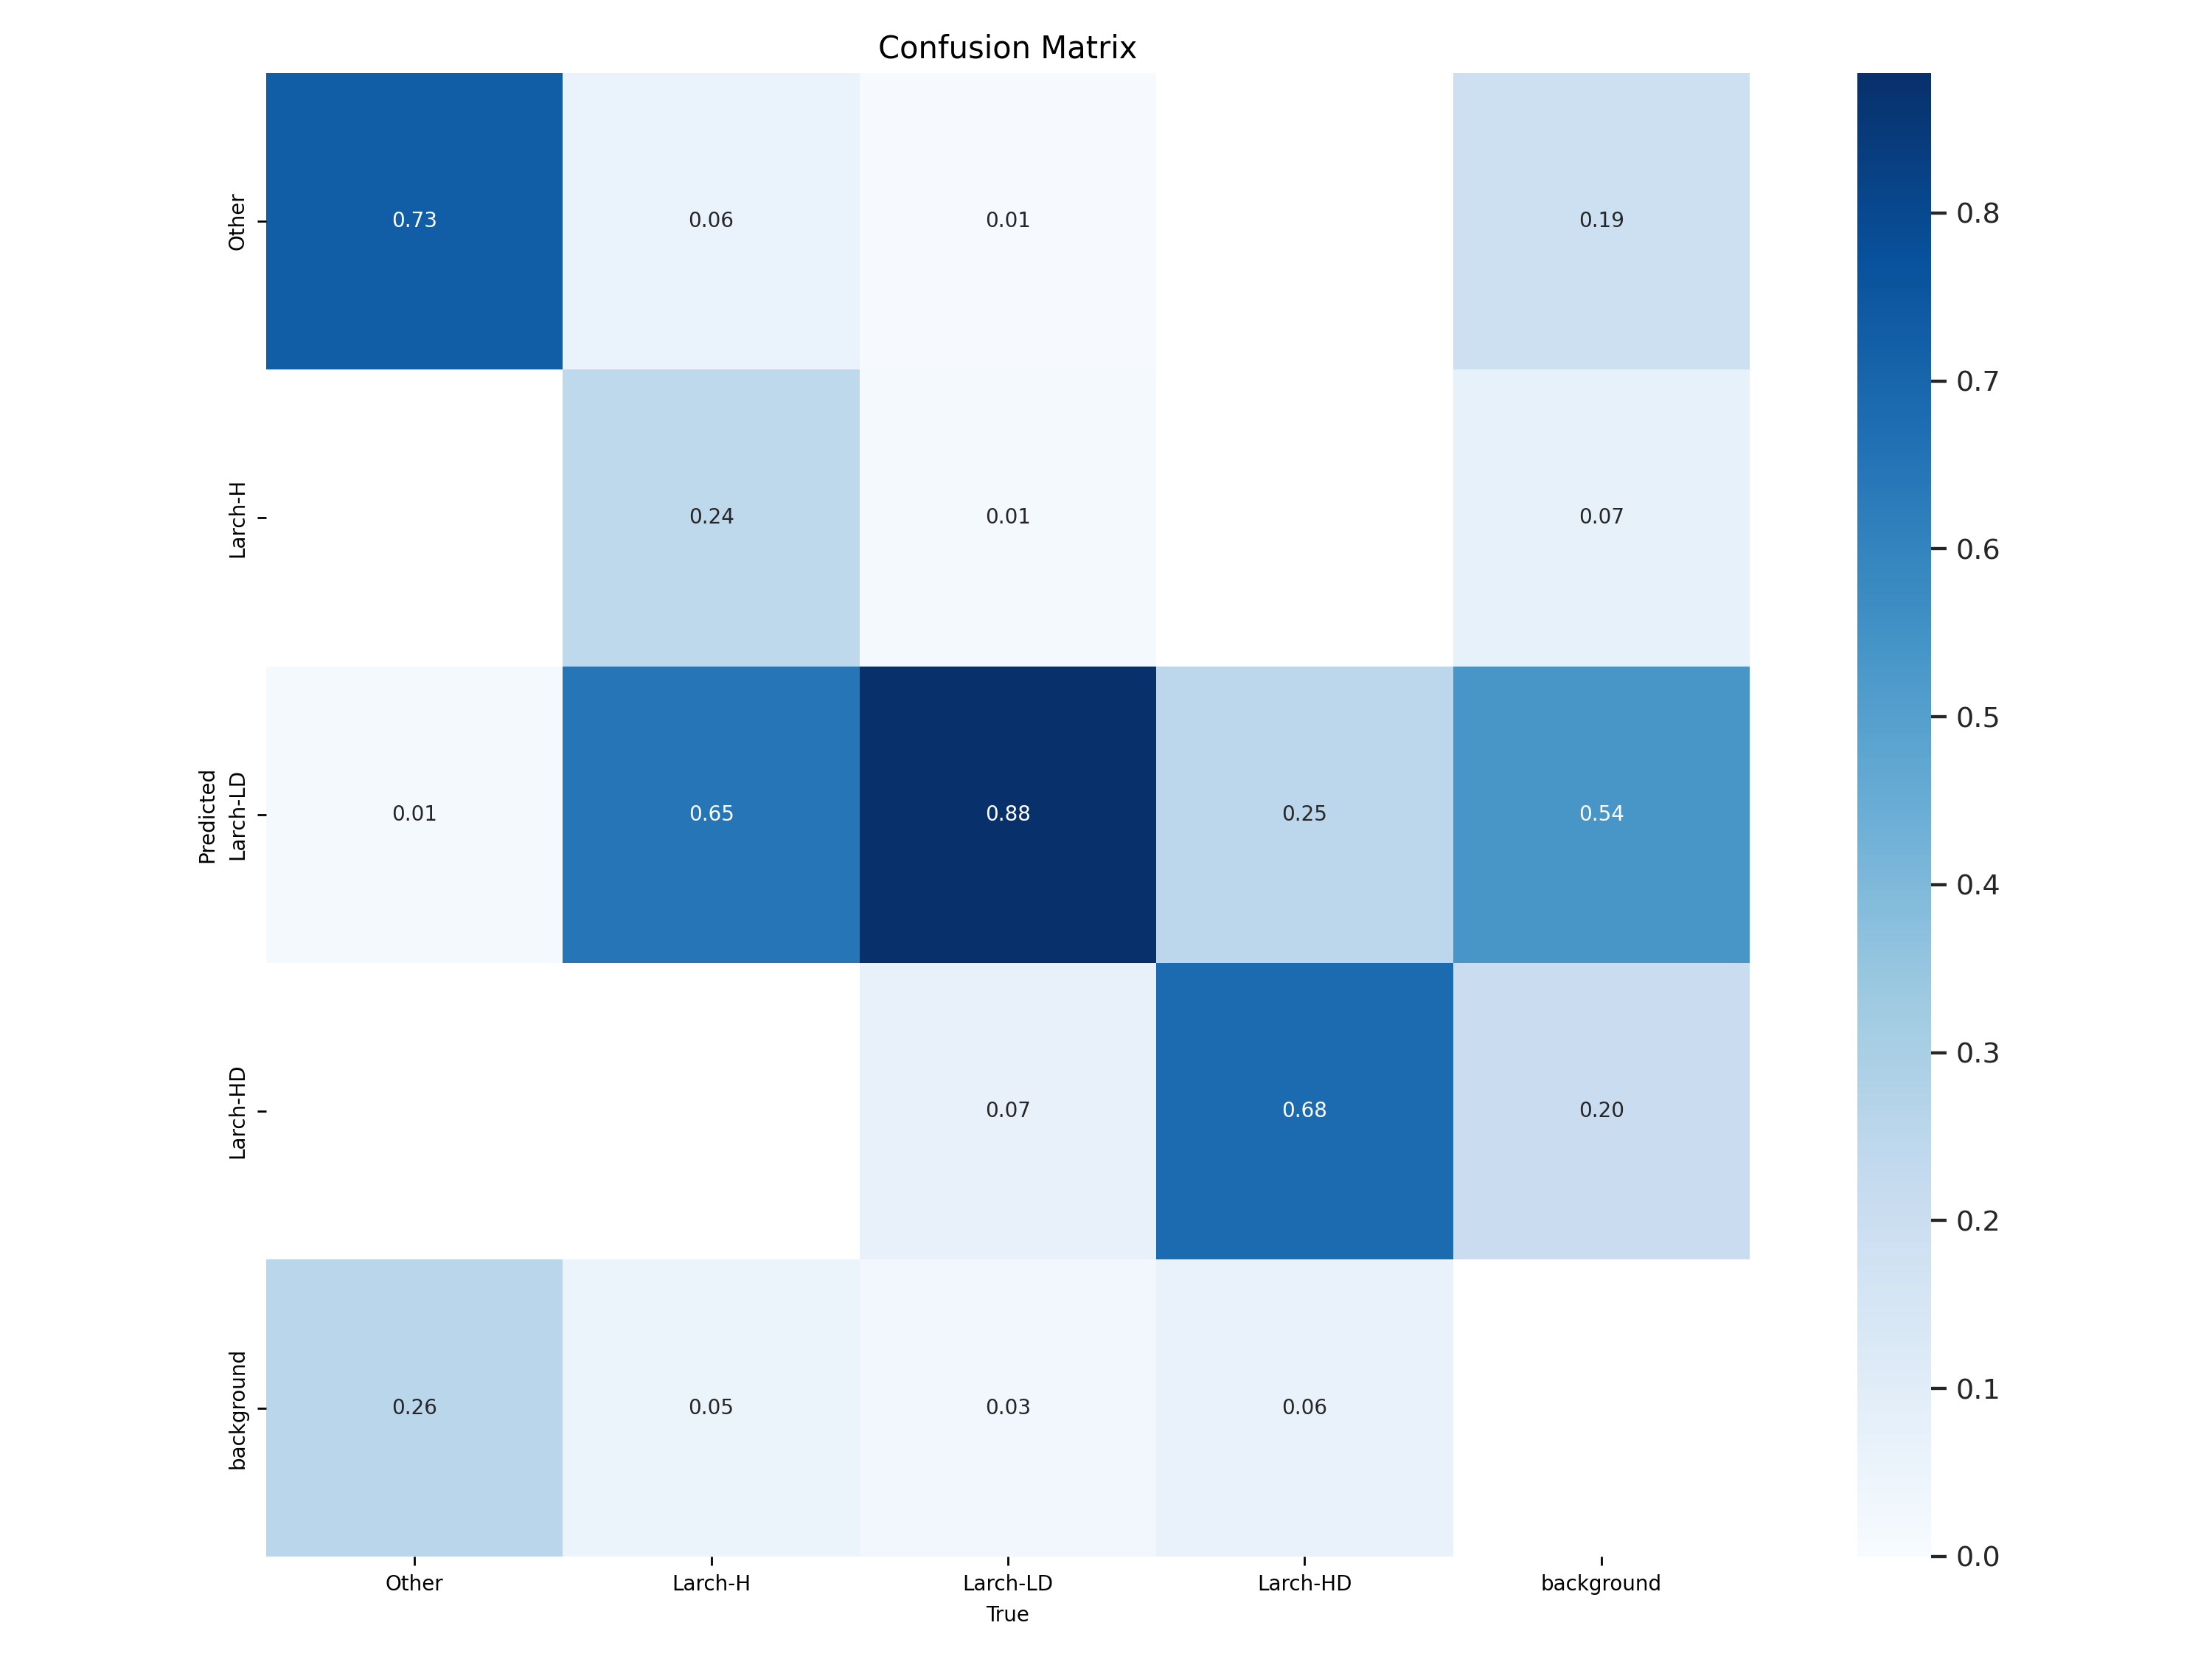 Confusion Matrix
Other
0.73
0.06
0.01
0.19
0.8
0.7
Larch-H
0.24
0.01
0.07
0.6
0.5
Predicted
Larch-LD
0.01
0.65
0.88
0.25
0.54
0.4
0.3
Larch-HD
0.07
0.68
0.20
0.2
background
0.26
0.05
0.03
0.06
0.1
0.0
Other
Larch-H
Larch-LD
Larch-HD
background
True